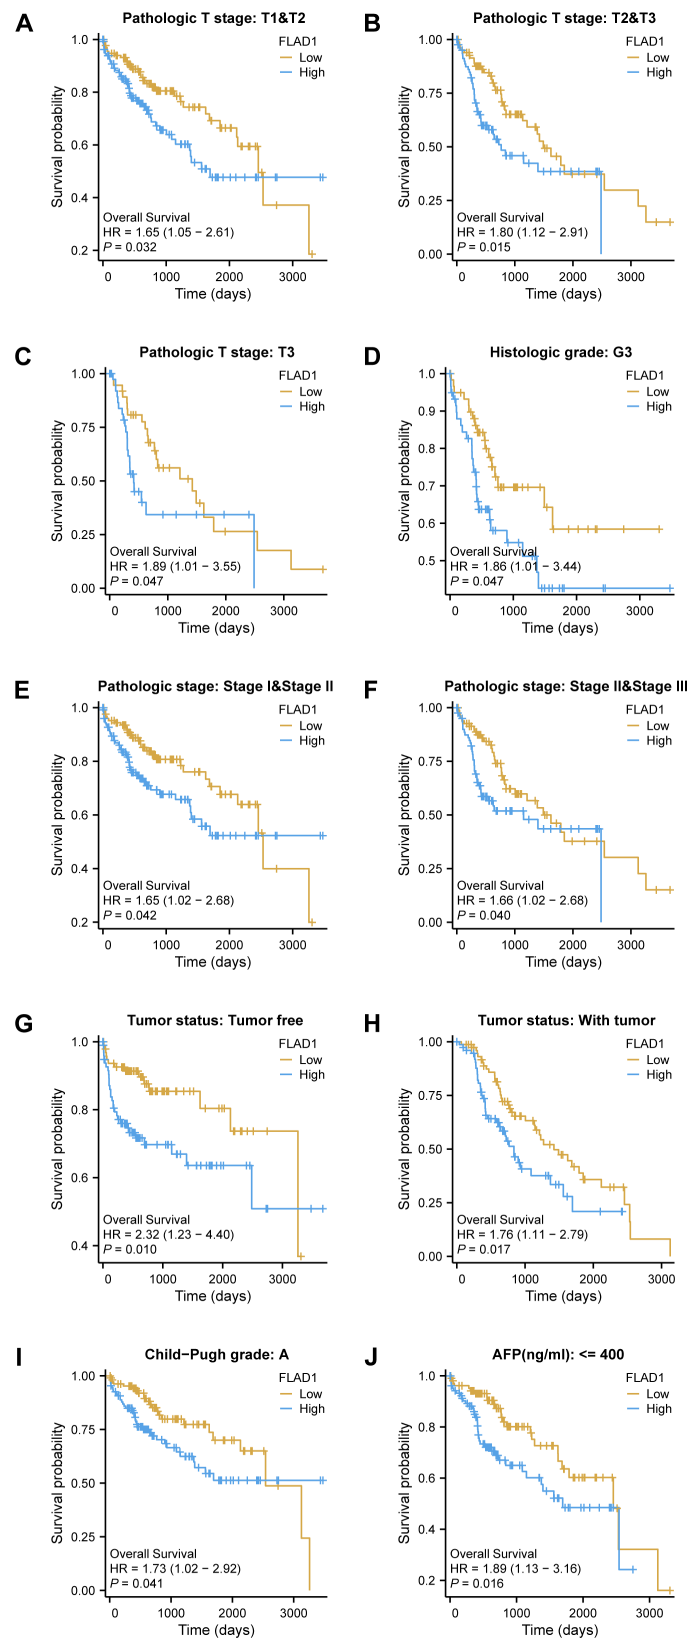 A
Pathologic T stage: T1&T2
FLAD1
Low
High
1.0
0.8
0.6
0.4
0.2
Survival probability
Overall Survival
HR = 1.65 (1.05 − 2.61)
P = 0.032
0 1000 2000 3000
Time (days)
B
Pathologic T stage: T2&T3
FLAD1
Low
High
1.00
0.75
0.50
0.25
0.00
Survival probability
Overall Survival
HR = 1.80 (1.12 − 2.91)
P = 0.015
0 1000 2000 3000
Time (days)
C
Pathologic T stage: T3
FLAD1
Low
High
1.00
0.75
0.50
0.25
0.00
Survival probability
Overall Survival
HR = 1.89 (1.01 − 3.55)
P = 0.047
0 1000 2000 3000
Time (days)
D
Histologic grade: G3
FLAD1
Low
High
1.0
0.9
0.8
0.7
0.6
0.5
Survival probability
Overall Survival
HR = 1.86 (1.01 − 3.44)
P = 0.047
0 1000 2000 3000
Time (days)
E
Pathologic stage: Stage I&Stage II
FLAD1
Low
High
1.0
0.8
0.6
0.4
0.2
Survival probability
Overall Survival
HR = 1.65 (1.02 − 2.68)
P = 0.042
0 1000 2000 3000
Time (days)
F
Pathologic stage: Stage II&Stage III
FLAD1
Low
High
1.00
0.75
0.50
0.25
0.00
Survival probability
Overall Survival
HR = 1.66 (1.02 − 2.68)
P = 0.040
0 1000 2000 3000
Time (days)
G
Tumor status: Tumor free
FLAD1
Low
High
1.0
0.8
0.6
0.4
Survival probability
Overall Survival
HR = 2.32 (1.23 − 4.40)
P = 0.010
0 1000 2000 3000
Time (days)
H
Tumor status: With tumor
FLAD1
Low
High
1.00
0.75
0.50
0.25
0.00
Survival probability
Overall Survival
HR = 1.76 (1.11 − 2.79)
P = 0.017
0 1000 2000 3000
Time (days)
I
Child−Pugh grade: A
FLAD1
Low
High
1.00
0.75
0.50
0.25
0.00
Survival probability
Overall Survival
HR = 1.73 (1.02 − 2.92)
P = 0.041
0 1000 2000 3000
Time (days)
J
AFP(ng/ml): <= 400
FLAD1
Low
High
1.0
0.8
0.6
0.4
0.2
Survival probability
Overall Survival
HR = 1.89 (1.13 − 3.16)
P = 0.016
0 1000 2000 3000
Time (days)